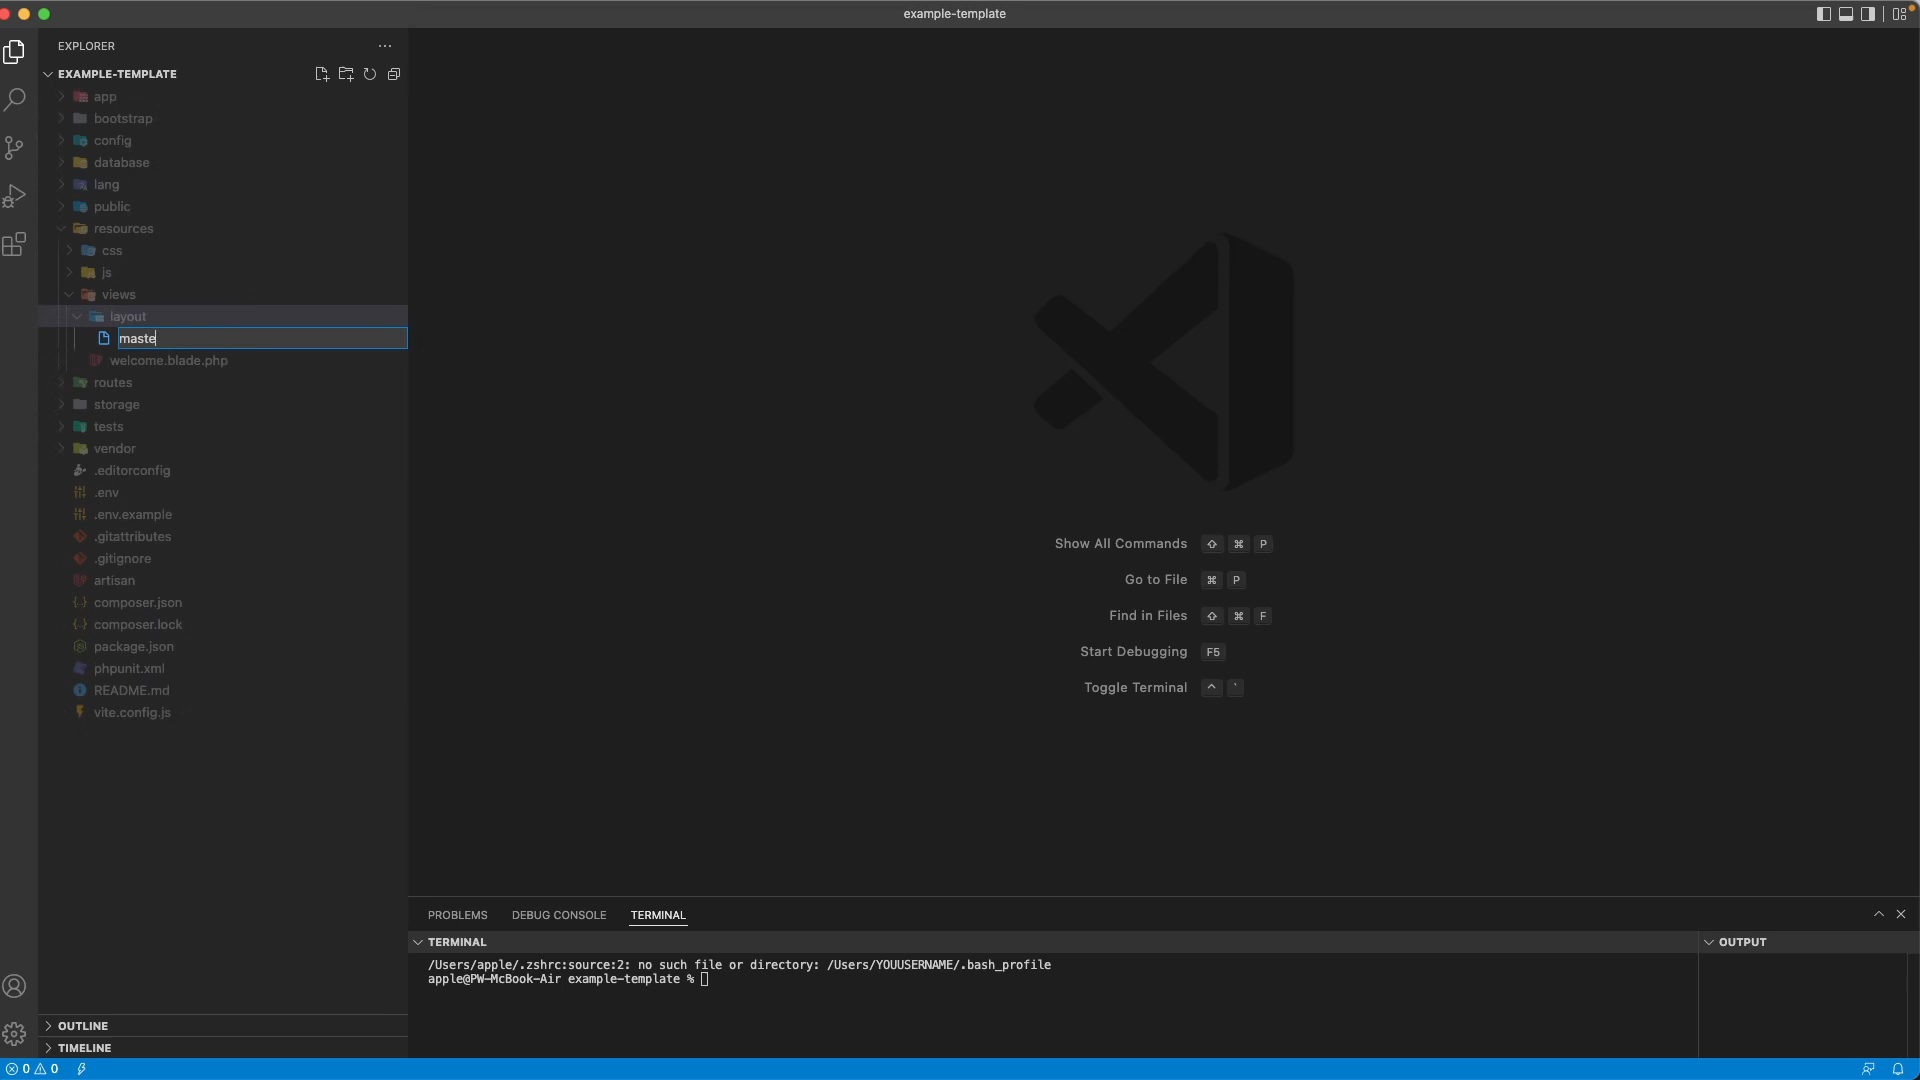 example-template
EXPLORER
EXAMPLE-TEMPLATE
app
bootstrap
config
database
lang
public
resources
css
js
views
layout
maste
welcome.blade.php
routes
storage
tests
vendor
.editorconfig
.env
.env.example
.gitattributes
.gitignore
artisan
composer.json
composer.lock
package.json
phpunit.xml
README.md
vite.config.js
OUTLINE
TIMELINE
Show All Commands ⇧ ⌘ P
Go to File ⌘ P
Find in Files ⇧ ⌘ F
Start Debugging F5
Toggle Terminal ^ `
PROBLEMS DEBUG CONSOLE TERMINAL
TERMINAL
/Users/apple/.zshrc:source:2: no such file or directory: /Users/YOUUSERNAME/.bash_profile
apple@PW-McBook-Air example-template %
OUTPUT
0 0